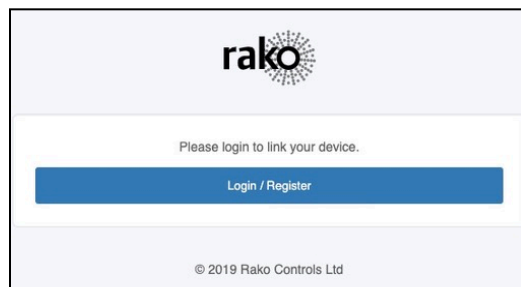 rako
Please login to link your device.
Login / Register
© 2019 Rako Controls Ltd